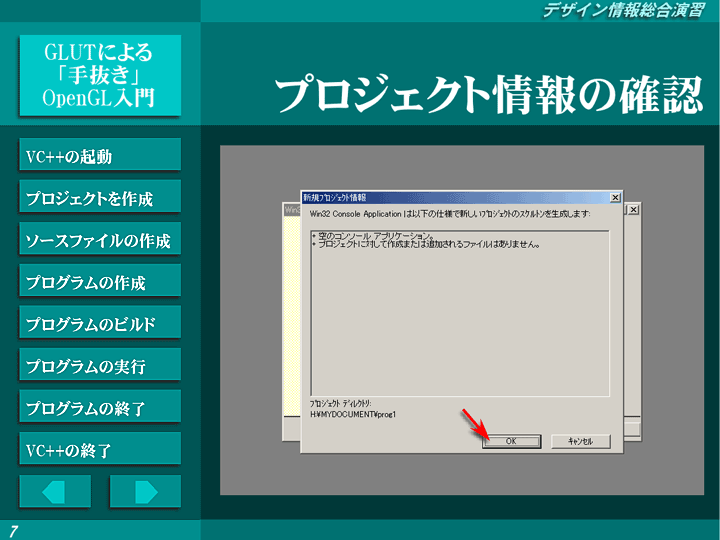 デザイン情報総合演習
GLUTによる
「手抜き」
OpenGL入門
プロジェクト情報の確認
VC++の起動
プロジェクトを作成
ソースファイルの作成
プログラムの作成
プログラムのビルド
プログラムの実行
プログラムの終了
VC++の終了
Win3
新規プロジェクト情報
Win32 Console Application は以下の仕様で新しいプロジェクトのスケルトンを生成します:
+ 空のコンソール アプリケーション。
+ プロジェクトに対して作成または追加されるファイルはありません。
プロジェクト ディレクトリ:
H:¥MYDOCUMENT¥prog1
OK
キャンセル
7